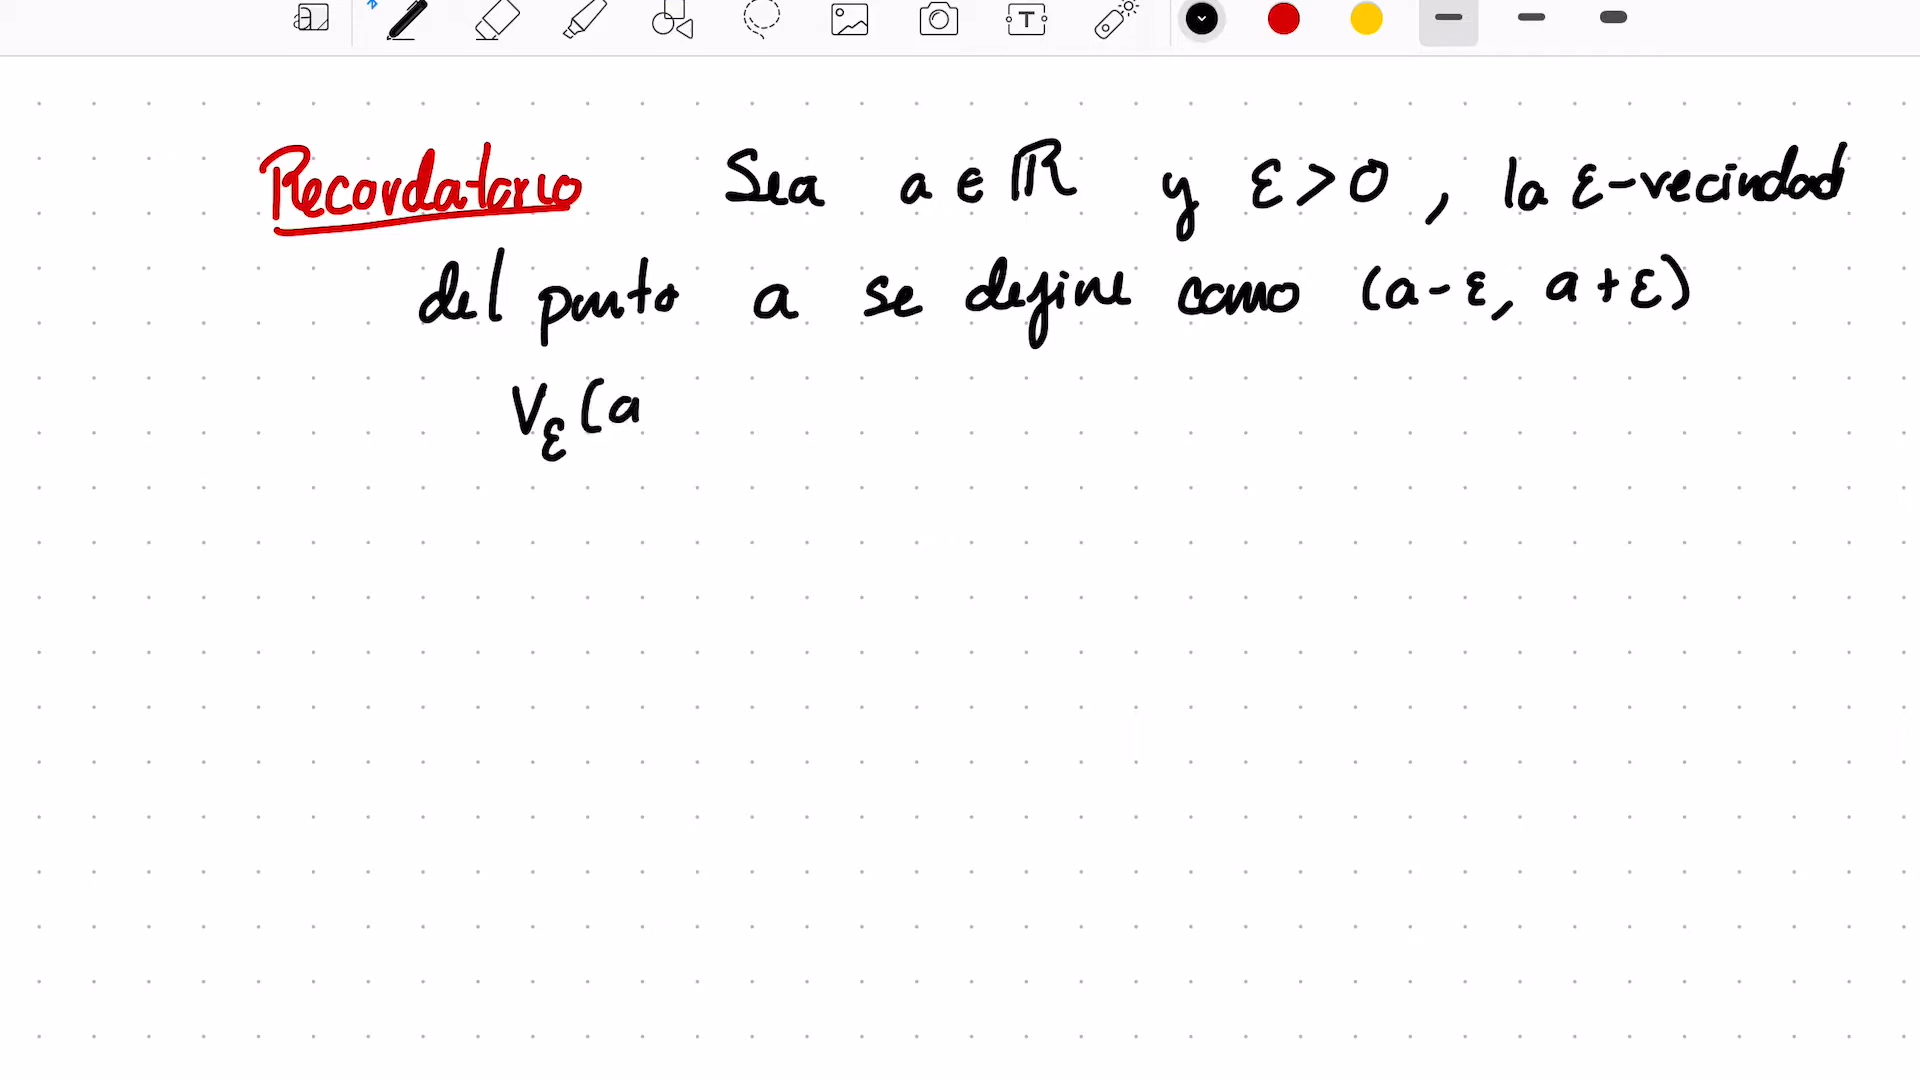 Recordatorio Sea a ∈ ℝ y ε > 0 , la ε-vecindad
del punto a se define como (a - ε, a + ε)
V_ε (a